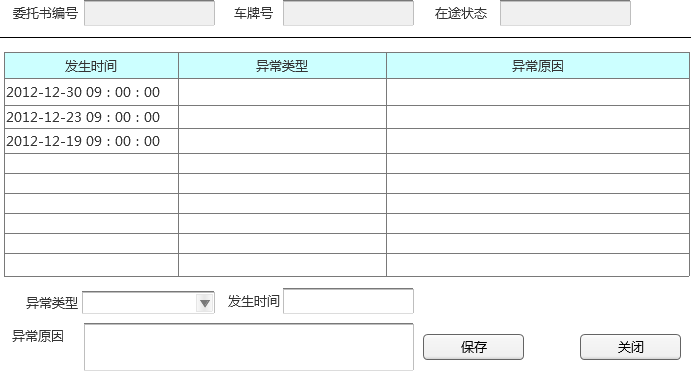 委托书编号 车牌号 在途状态
发生时间 异常类型 异常原因
2012-12-30 09：00：00
2012-12-23 09：00：00
2012-12-19 09：00：00
异常类型 发生时间
异常原因 保存 关闭